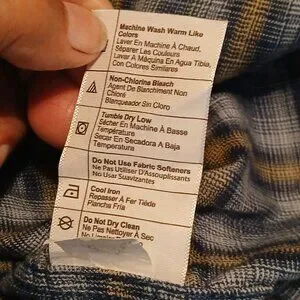 Machine Wash Warm Like
Colors
Laver En Machine À Chaud,
Séparer Les Couleurs
Lavar A Máquina En Agua Tibia,
Con Colores Similares
Non-Chlorine Bleach
Agent De Blanchiment Non
Chloré
Blanqueador Sin Cloro
Tumble Dry Low
Sécher En Machine À Basse
Température
Secar En Secadora A Baja
Temperatura
Do Not Use Fabric Softeners
Ne Pas Utiliser D'Assouplissants
No Usar Suavizantes
Cool Iron
Repasser À Fer Tiède
Plancha Fría
Do Not Dry Clean
Ne Pas Nettoyer À Sec